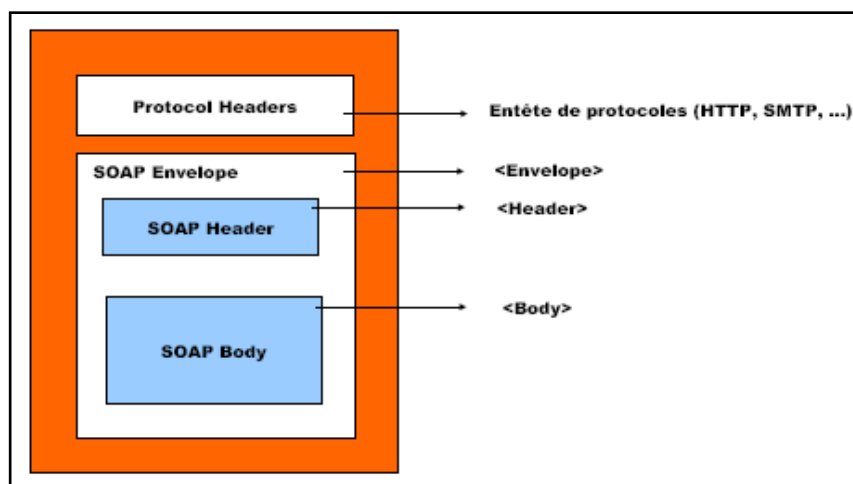 Protocol Headers
Entête de protocoles (HTTP, SMTP, ...)
SOAP Envelope
<Envelope>
SOAP Header
<Header>
SOAP Body
<Body>